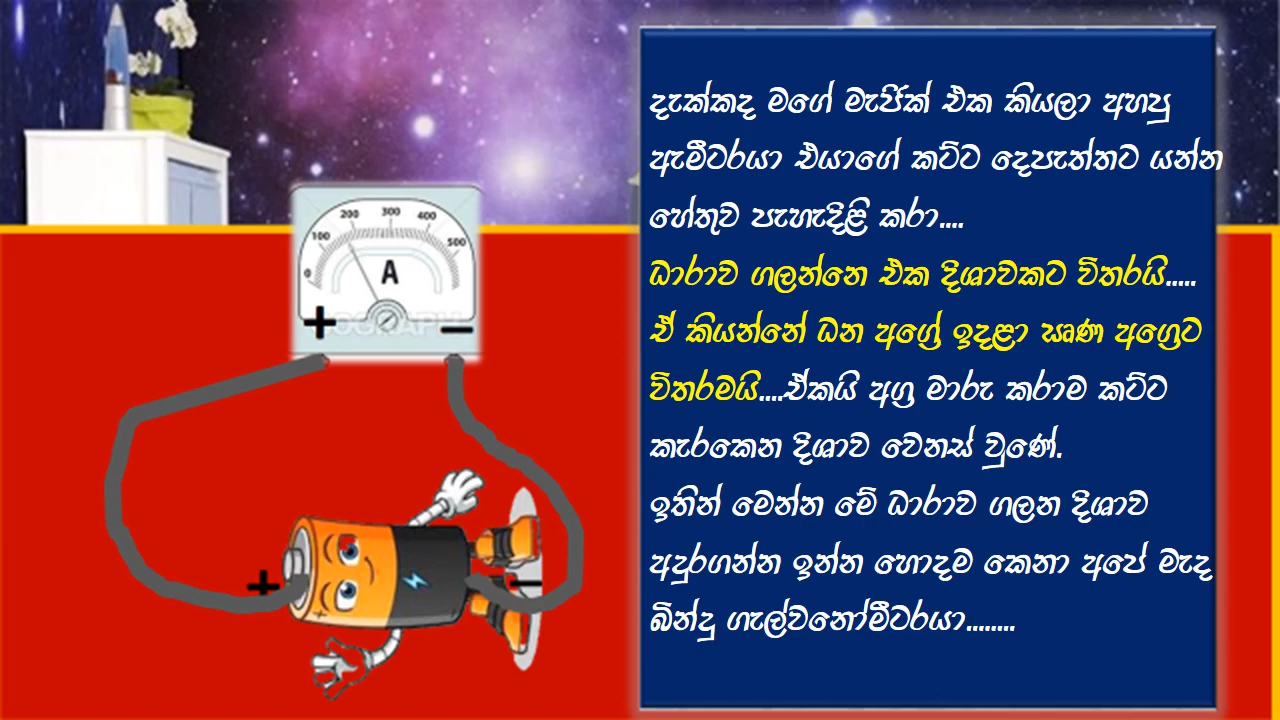 දැක්කද මගේ මැජික් එක කියලා අහපු
ඇමීටරයා එයාගේ කට්ට දෙපැත්තට යන්න
හේතුව පැහැදිළි කරා....
ධාරාව ගලන්නෙ එක දිශාවකට විතරයි.....
ඒ කියන්නේ ධන අග්‍රේ ඉදළා ඍණ අග්‍රෙට
විතරමයි....ඒකයි අග්‍ර මාරු කරාම කට්ට
කැරකෙන දිශාව වෙනස් වුණේ.
ඉතින් මෙන්න මේ ධාරාව ගලන දිශාව
අදුරගන්න ඉන්න හොදම කෙනා අපේ මැද
බින්දු ගැල්වනෝමීටරයා........
0 100 200 300 400 500
A
+ −
+ −
+